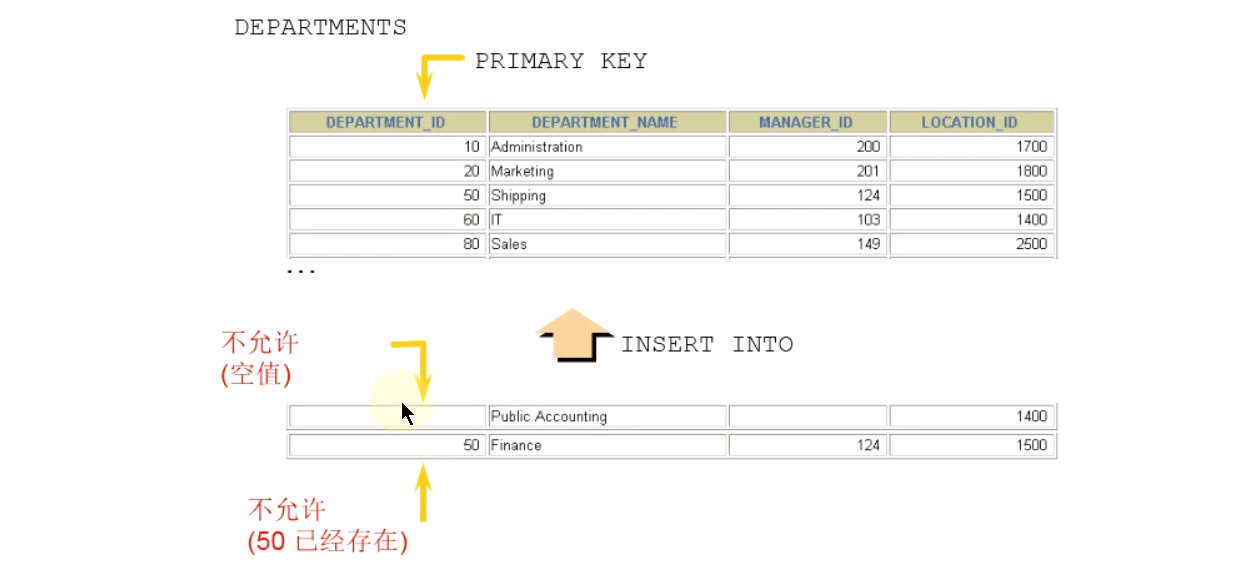 DEPARTMENTS
PRIMARY KEY
DEPARTMENT_ID DEPARTMENT_NAME MANAGER_ID LOCATION_ID
10 Administration 200 1700
20 Marketing 201 1800
50 Shipping 124 1500
60 IT 103 1400
80 Sales 149 2500
...
不允许
(空值)
INSERT INTO
Public Accounting 1400
50 Finance 124 1500
不允许
(50 已经存在)